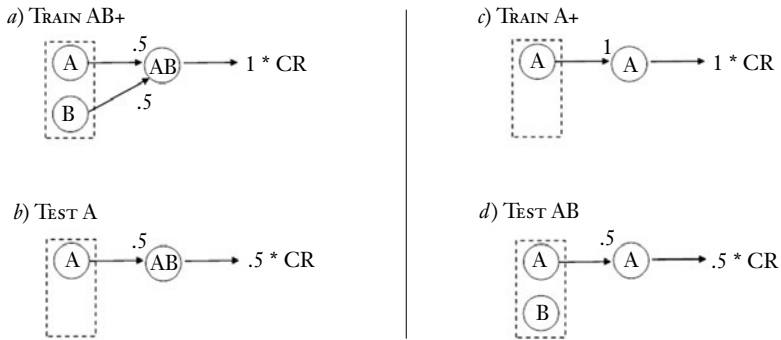 a) TRAIN AB+
.5
A
AB
1 * CR
B
.5
b) TEST A
.5
A
AB
.5 * CR
c) TRAIN A+
1
A
A
1 * CR
d) TEST AB
.5
A
A
.5 * CR
B